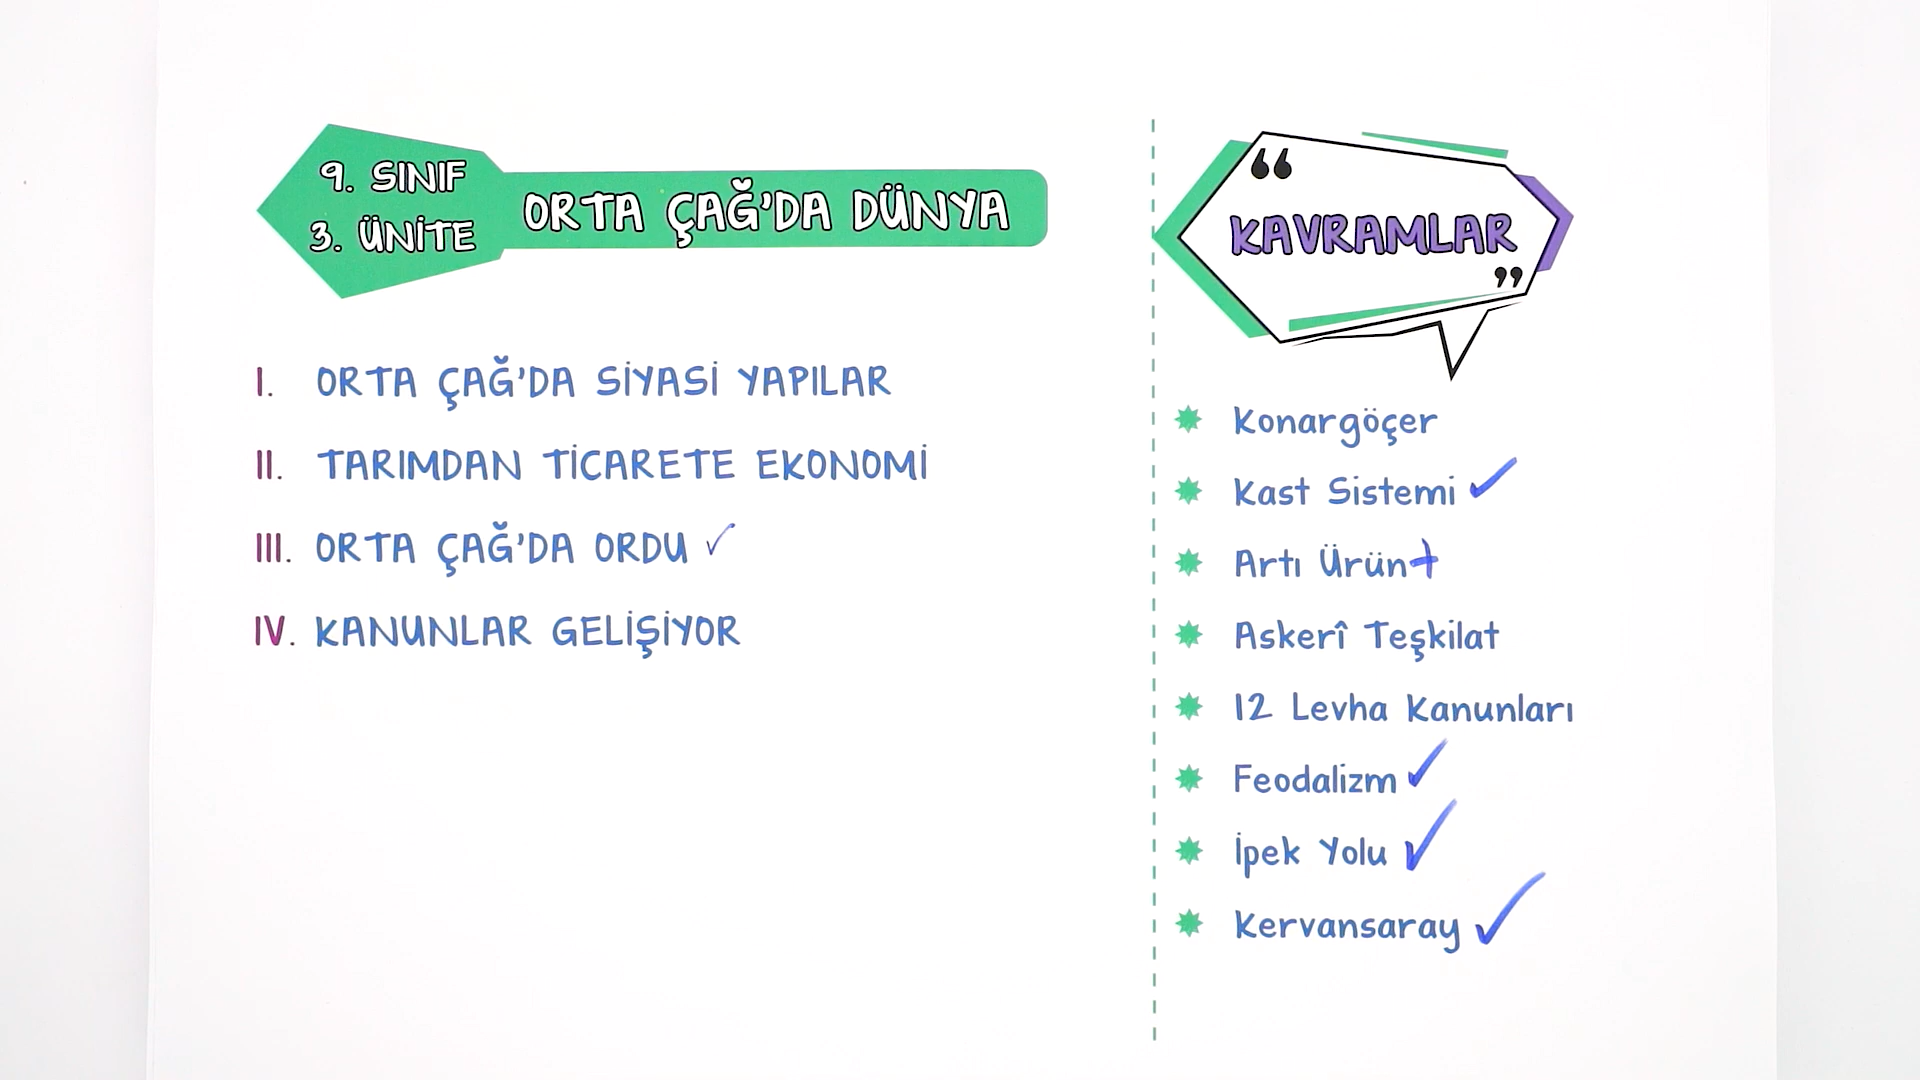 9. SINIF
3. ÜNİTE
ORTA ÇAĞ'DA DÜNYA
I. ORTA ÇAĞ'DA SİYASİ YAPILAR
II. TARIMDAN TİCARETE EKONOMİ
III. ORTA ÇAĞ'DA ORDU ✓
IV. KANUNLAR GELİŞİYOR
“ KAVRAMLAR ”
Konargöçer
Kast Sistemi ✓
Artı Ürün +
Askerî Teşkilat
12 Levha Kanunları
Feodalizm ✓
İpek Yolu ✓
Kervansaray ✓